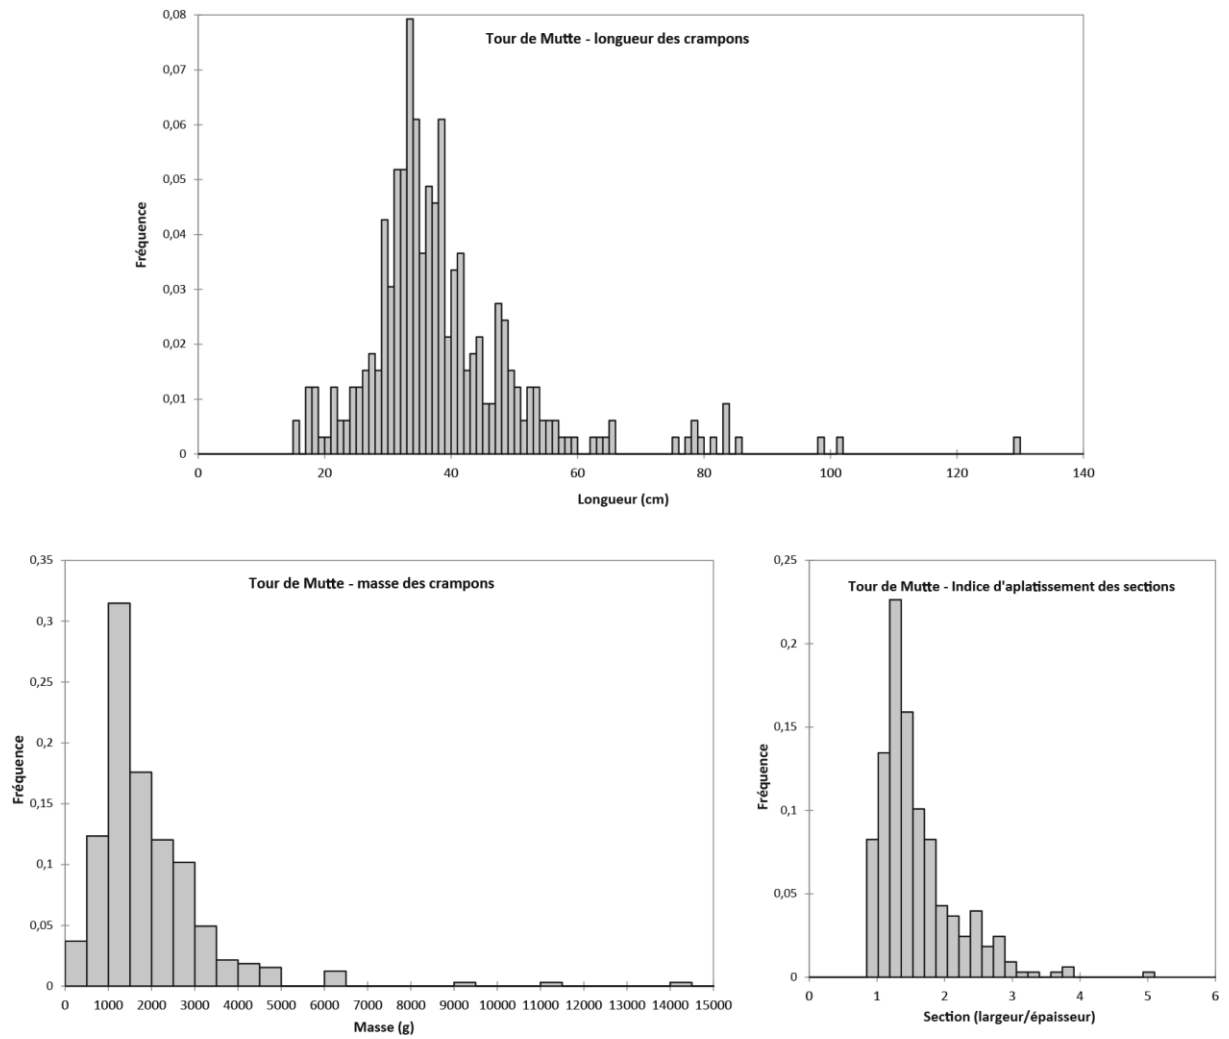 Tour de Mutte - longueur des crampons
0,08
0,07
0,06
0,05
0,04
0,03
0,02
0,01
0
Fréquence
0 20 40 60 80 100 120 140
Longueur (cm)
Tour de Mutte - masse des crampons
0,35
0,3
0,25
0,2
0,15
0,1
0,05
0
Fréquence
0 1000 2000 3000 4000 5000 6000 7000 8000 9000 10000 11000 12000 13000 14000 15000
Masse (g)
Tour de Mutte - Indice d'aplatissement des sections
0,25
0,2
0,15
0,1
0,05
0
Fréquence
0 1 2 3 4 5 6
Section (largeur/épaisseur)